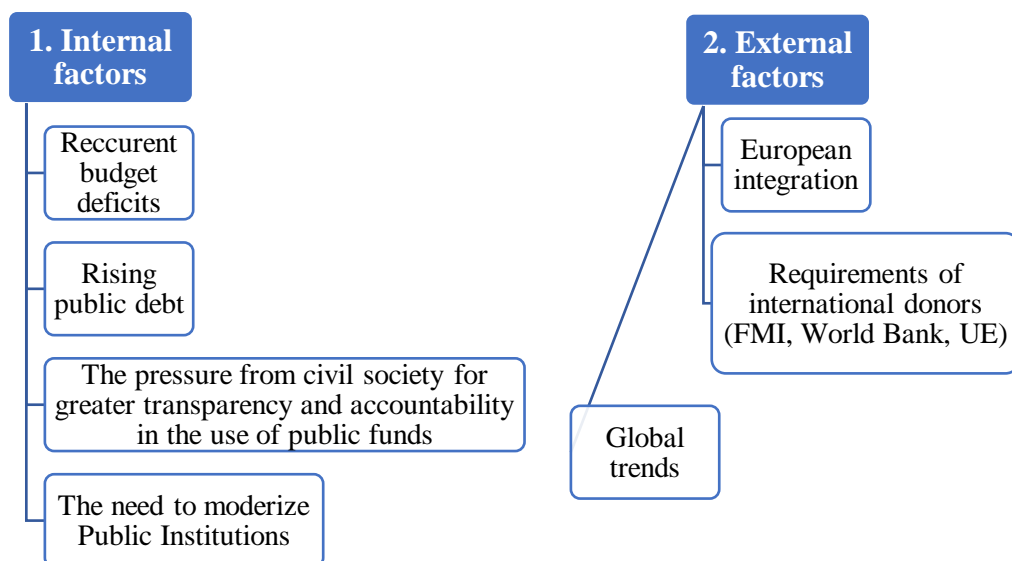 1. Internal
factors
Reccurent
budget
deficits
Rising
public debt
The pressure from civil society for
greater transparency and accountability
in the use of public funds
The need to moderize
Public Institutions
2. External
factors
European
integration
Requirements of
international donors
(FMI, World Bank, UE)
Global
trends